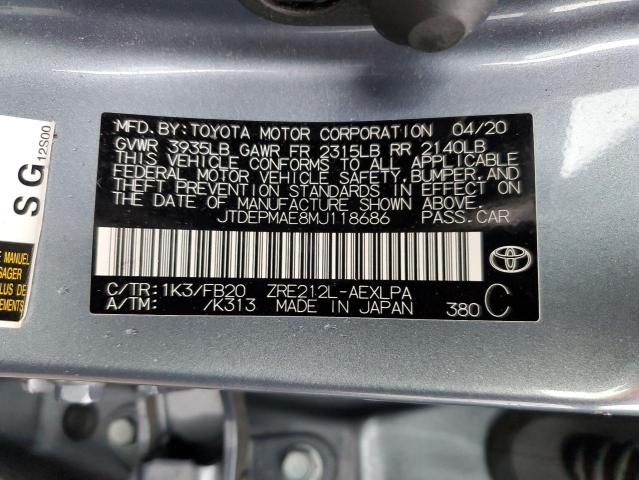 MFD. BY: TOYOTA MOTOR CORPORATION 04/20
GVWR 3935LB GAWR FR 2315LB RR 2140LB
THIS VEHICLE CONFORMS TO ALL APPLICABLE
FEDERAL MOTOR VEHICLE SAFETY, BUMPER, AND
THEFT PREVENTION STANDARDS IN EFFECT ON
THE DATE OF MANUFACTURE SHOWN ABOVE.
JTDEPMAE8MJ118686 PASS.CAR
C/TR: 1K3/FB20 ZRE212L-AEXLPA
A/TM: /K313 MADE IN JAPAN 380 C
SG
12S00
E MANUEL
SAGER
LUS DE
EMENTS